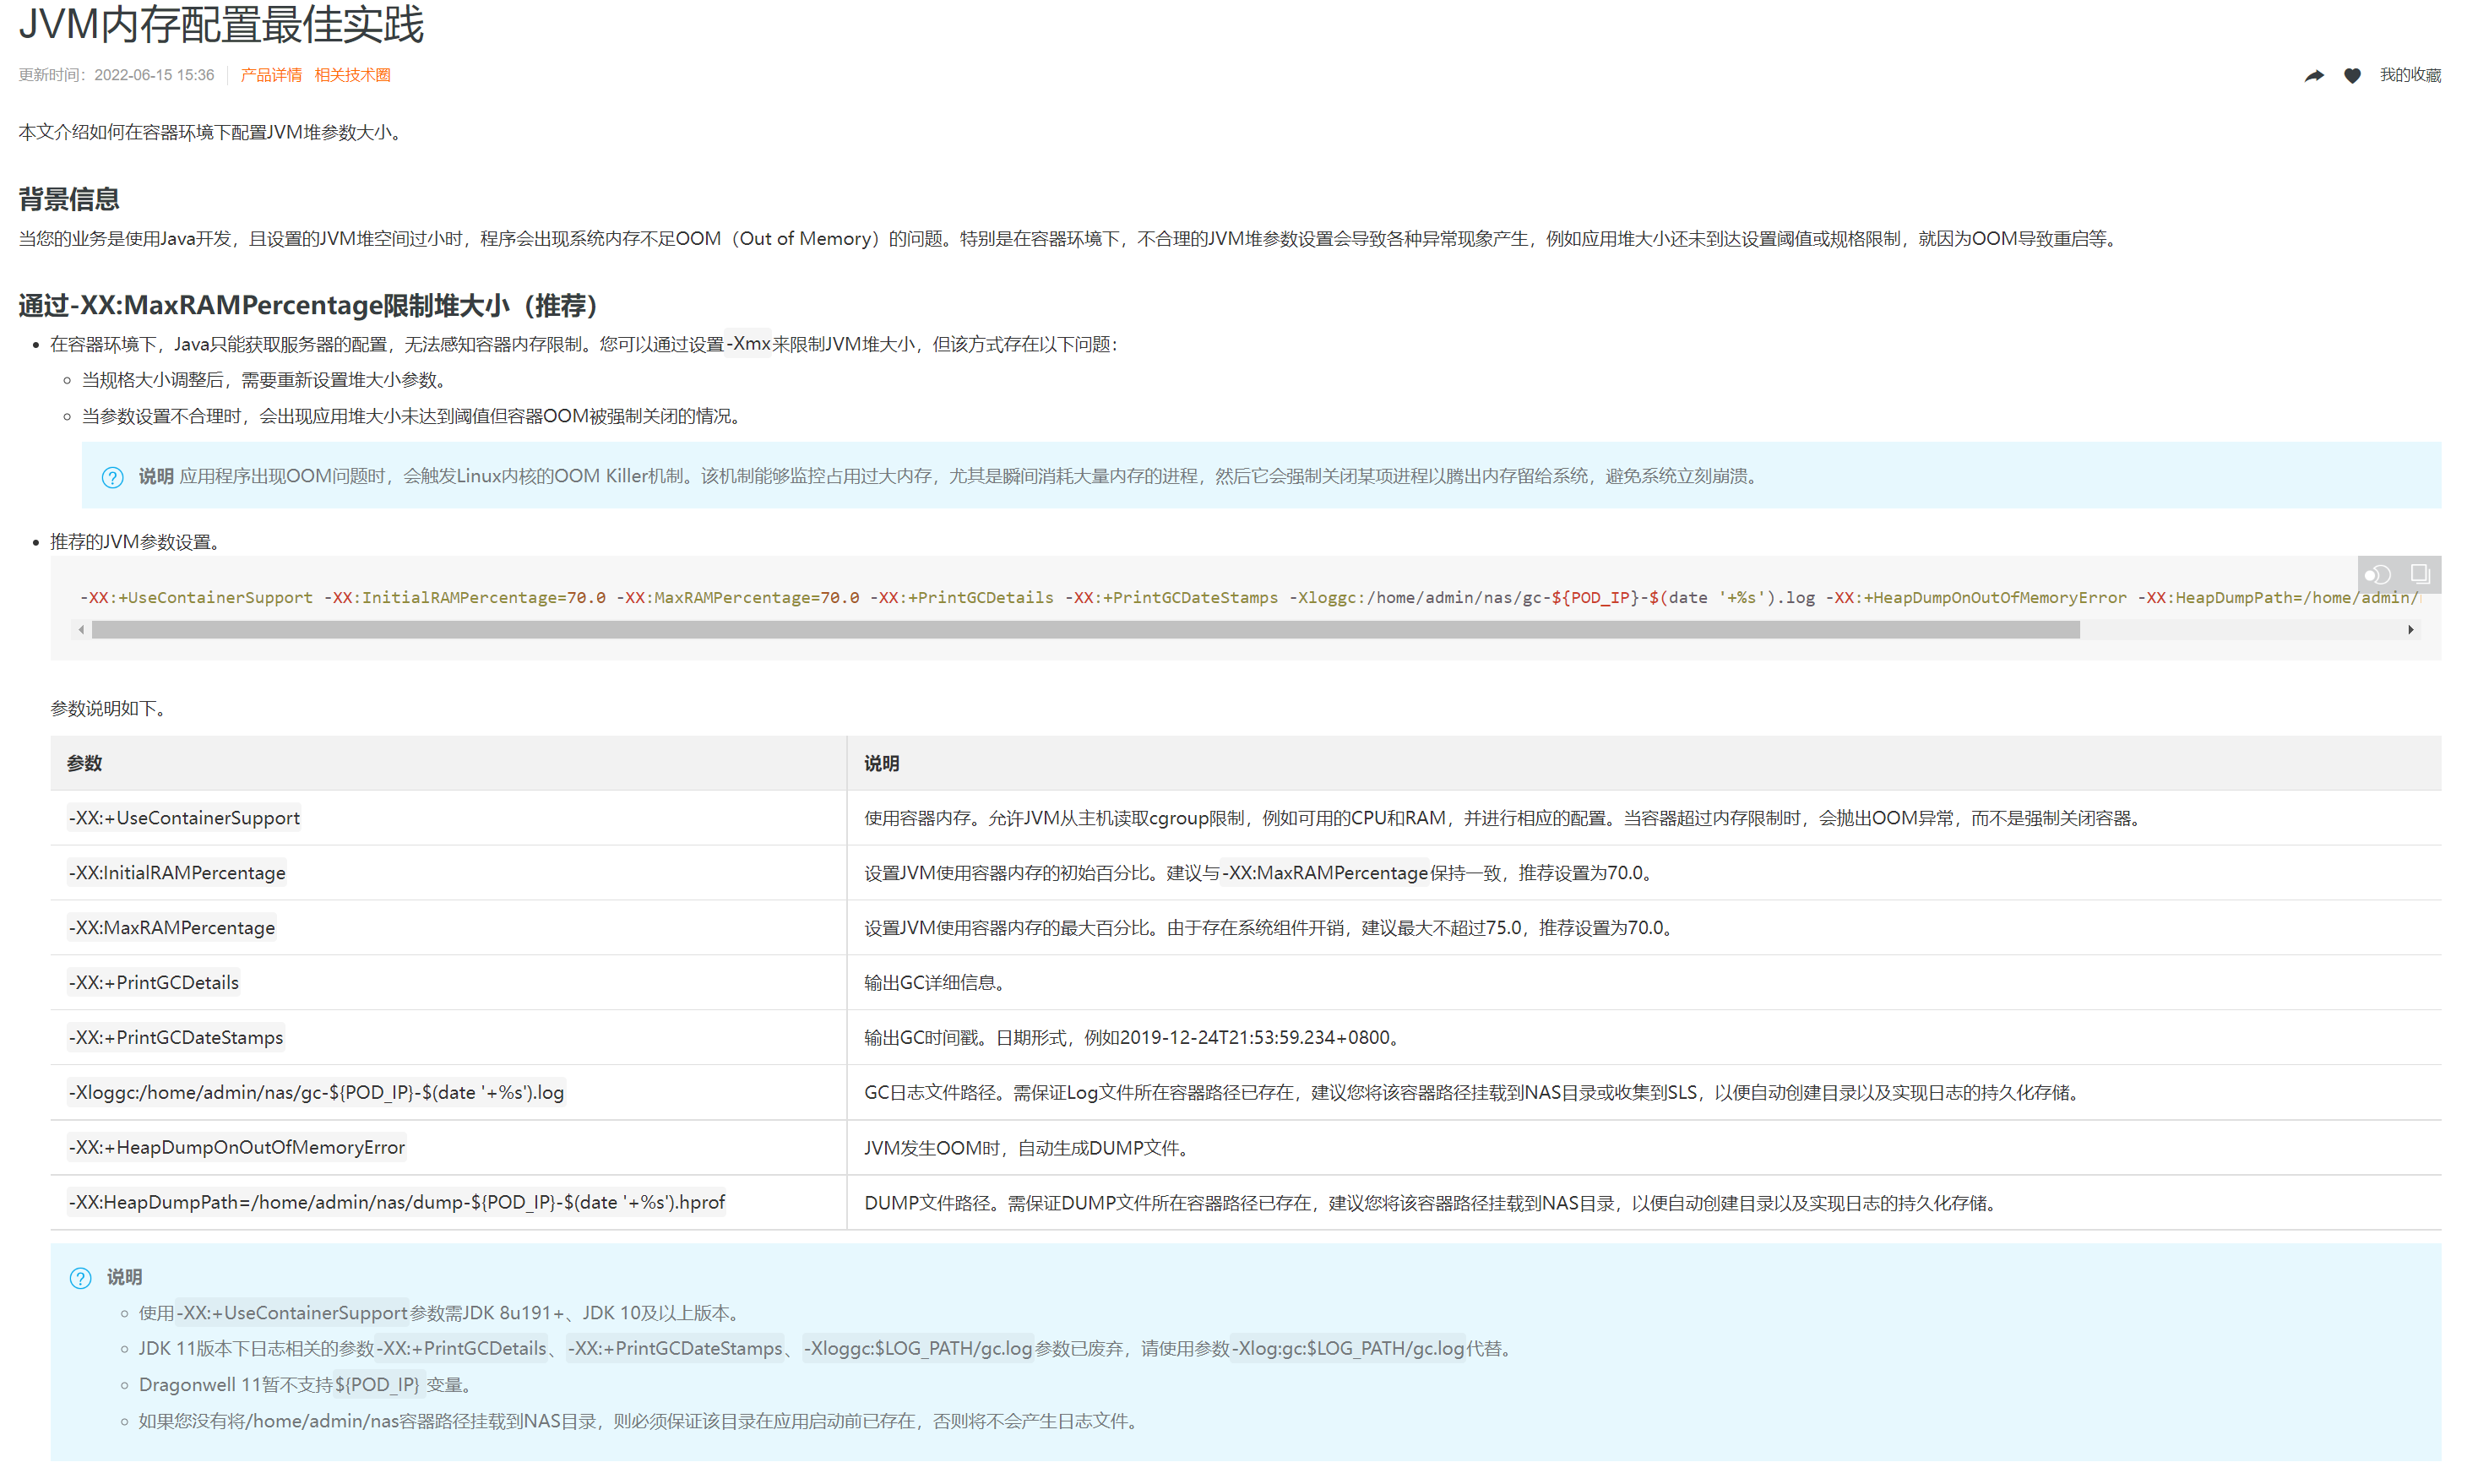 JVM内存配置最佳实践
更新时间：2022-06-15 15:36 产品详情 相关技术圈 我的收藏
本文介绍如何在容器环境下配置JVM堆参数大小。
背景信息
当您的业务是使用Java开发，且设置的JVM堆空间过小时，程序会出现系统内存不足OOM（Out of Memory）的问题。特别是在容器环境下，不合理的JVM堆参数设置会导致各种异常现象产生，例如应用堆大小还未到达设置阈值或规格限制，就因为OOM导致重启等。
通过-XX:MaxRAMPercentage限制堆大小（推荐）
在容器环境下，Java只能获取服务器的配置，无法感知容器内存限制。您可以通过设置-Xmx来限制JVM堆大小，但该方式存在以下问题：
当规格大小调整后，需要重新设置堆大小参数。
当参数设置不合理时，会出现应用堆大小未达到阈值但容器OOM被强制关闭的情况。
说明 应用程序出现OOM问题时，会触发Linux内核的OOM Killer机制。该机制能够监控占用过大内存，尤其是瞬间消耗大量内存的进程，然后它会强制关闭某项进程以腾出内存留给系统，避免系统立刻崩溃。
推荐的JVM参数设置。
-XX:+UseContainerSupport -XX:InitialRAMPercentage=70.0 -XX:MaxRAMPercentage=70.0 -XX:+PrintGCDetails -XX:+PrintGCDateStamps -Xloggc:/home/admin/nas/gc-${POD_IP}-$(date '+%s').log -XX:+HeapDumpOnOutOfMemoryError -XX:HeapDumpPath=/home/admin/
参数说明如下。
参数 说明
-XX:+UseContainerSupport 使用容器内存。允许JVM从主机读取cgroup限制，例如可用的CPU和RAM，并进行相应的配置。当容器超过内存限制时，会抛出OOM异常，而不是强制关闭容器。
-XX:InitialRAMPercentage 设置JVM使用容器内存的初始百分比。建议与-XX:MaxRAMPercentage保持一致，推荐设置为70.0。
-XX:MaxRAMPercentage 设置JVM使用容器内存的最大百分比。由于存在系统组件开销，建议最大不超过75.0，推荐设置为70.0。
-XX:+PrintGCDetails 输出GC详细信息。
-XX:+PrintGCDateStamps 输出GC时间戳。日期形式，例如2019-12-24T21:53:59.234+0800。
-Xloggc:/home/admin/nas/gc-${POD_IP}-$(date '+%s').log GC日志文件路径。需保证Log文件所在容器路径已存在，建议您将该容器路径挂载到NAS目录或收集到SLS，以便自动创建目录以及实现日志的持久化存储。
-XX:+HeapDumpOnOutOfMemoryError JVM发生OOM时，自动生成DUMP文件。
-XX:HeapDumpPath=/home/admin/nas/dump-${POD_IP}-$(date '+%s').hprof DUMP文件路径。需保证DUMP文件所在容器路径已存在，建议您将该容器路径挂载到NAS目录，以便自动创建目录以及实现日志的持久化存储。
说明
使用-XX:+UseContainerSupport参数需JDK 8u191+、JDK 10及以上版本。
JDK 11版本下日志相关的参数-XX:+PrintGCDetails、-XX:+PrintGCDateStamps、-Xloggc:$LOG_PATH/gc.log参数已废弃，请使用参数-Xlog:gc:$LOG_PATH/gc.log代替。
Dragonwell 11暂不支持${POD_IP} 变量。
如果您没有将/home/admin/nas容器路径挂载到NAS目录，则必须保证该目录在应用启动前已存在，否则将不会产生日志文件。